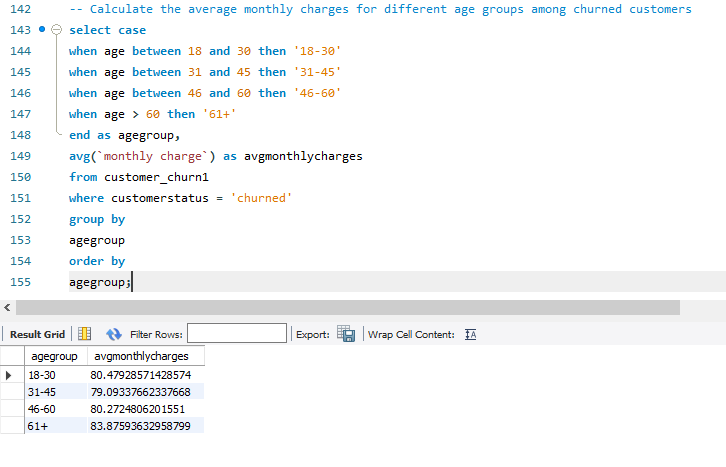 142 -- Calculate the average monthly charges for different age groups among churned customers
143 select case
144 when age between 18 and 30 then '18-30'
145 when age between 31 and 45 then '31-45'
146 when age between 46 and 60 then '46-60'
147 when age > 60 then '61+'
148 end as agegroup,
149 avg(`monthly charge`) as avgmonthlycharges
150 from customer_churn1
151 where customerstatus = 'churned'
152 group by
153 agegroup
154 order by
155 agegroup;
Result Grid Filter Rows: Export: Wrap Cell Content: IA
agegroup avgmonthlycharges
18-30 80.47928571428574
31-45 79.09337662337668
46-60 80.2724806201551
61+ 83.87593632958799